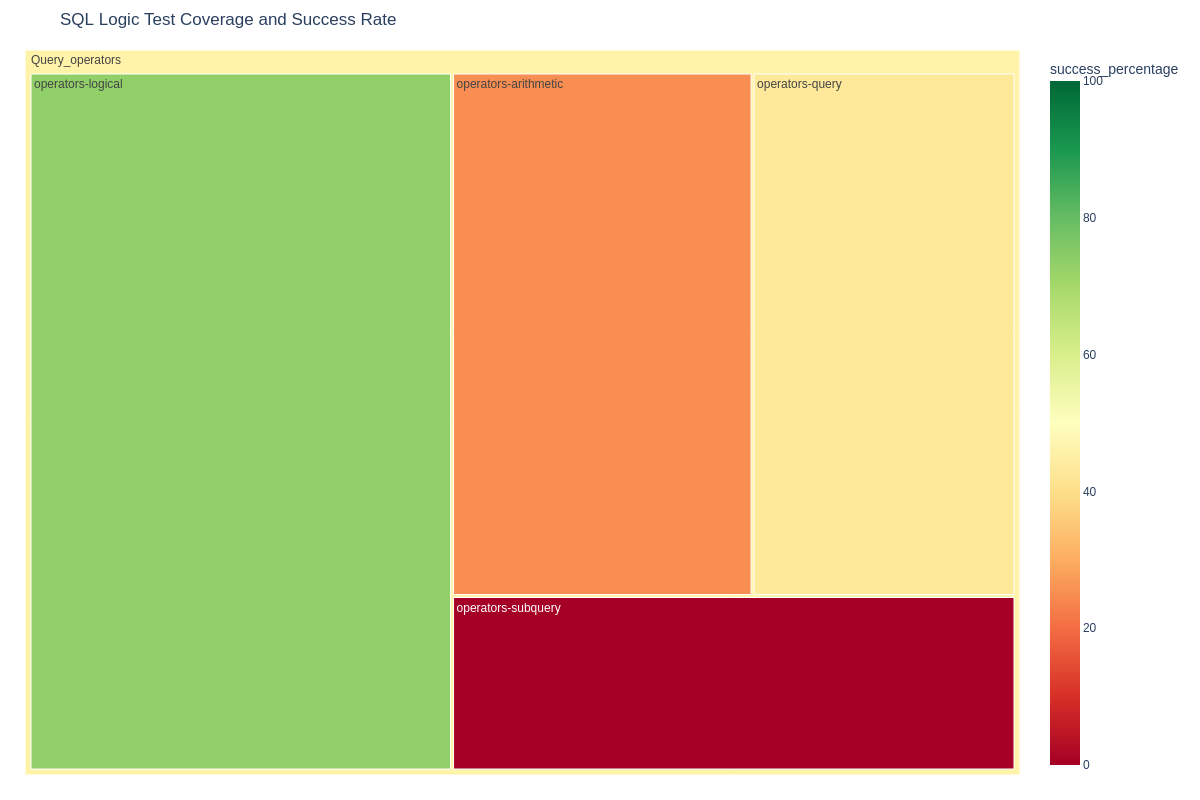 SQL Logic Test Coverage and Success Rate
Query_operators
operators-logical
operators-arithmetic
operators-query
operators-subquery
success_percentage
100
80
60
40
20
0